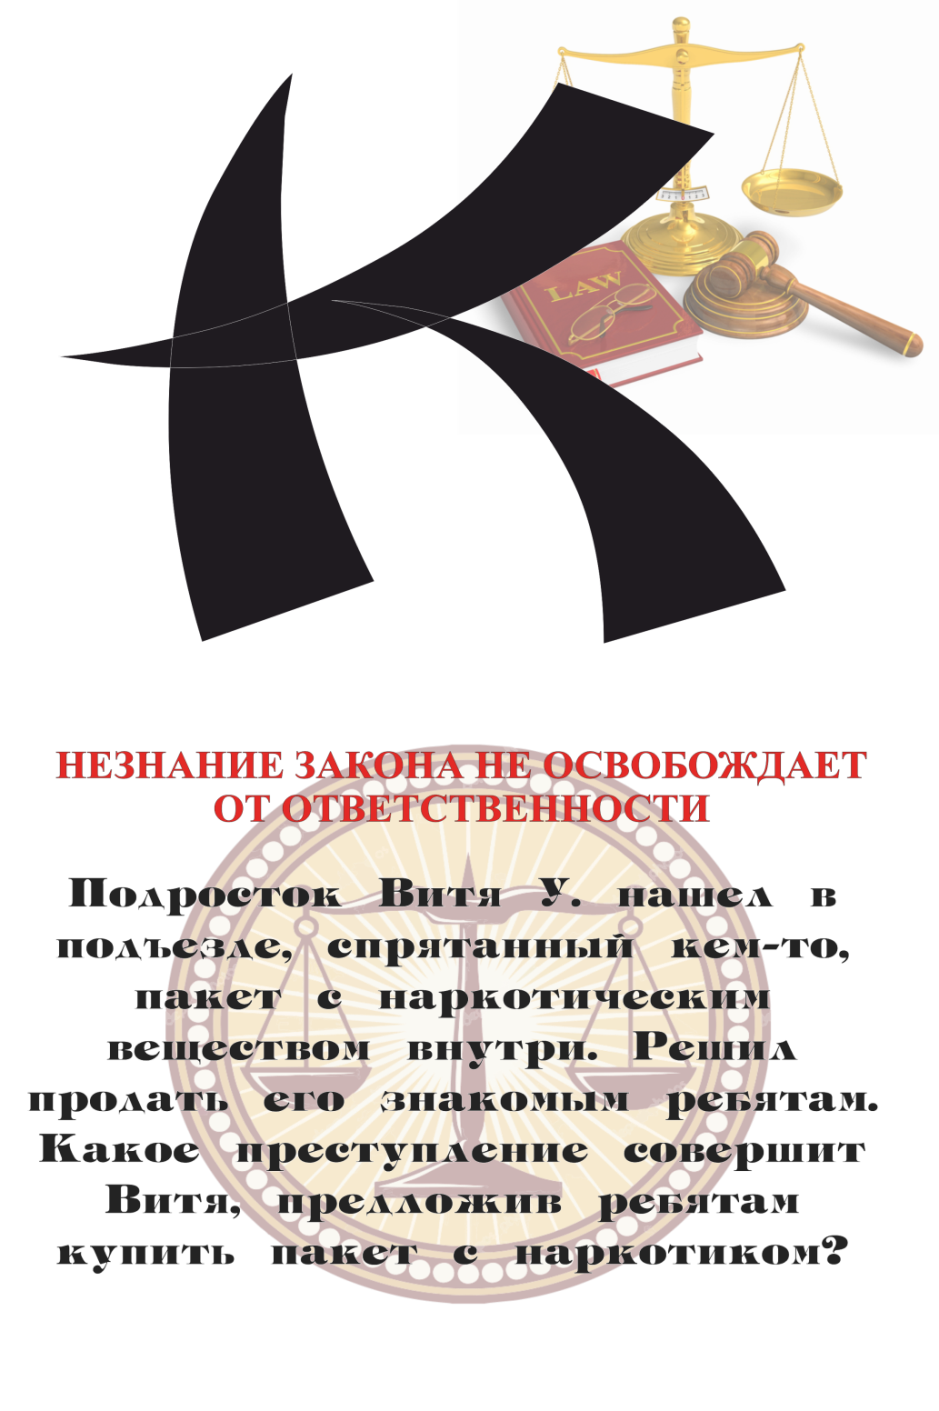 К
LAW
НЕЗНАНИЕ ЗАКОНА НЕ ОСВОБОЖДАЕТ
ОТ ОТВЕТСТВЕННОСТИ
Подросток Витя У. нашел в
подъезде, спрятанный кем-то,
пакет с наркотическим
веществом внутри. Решил
продать его знакомым ребятам.
Какое преступление совершит
Витя, предложив ребятам
купить пакет с наркотиком?